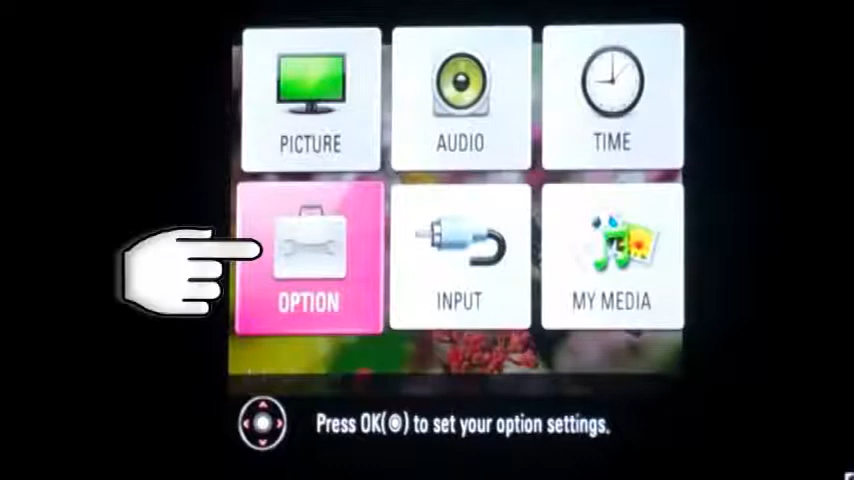 PICTURE
AUDIO
TIME
OPTION
INPUT
MY MEDIA
Press OK(◉) to set your option settings.